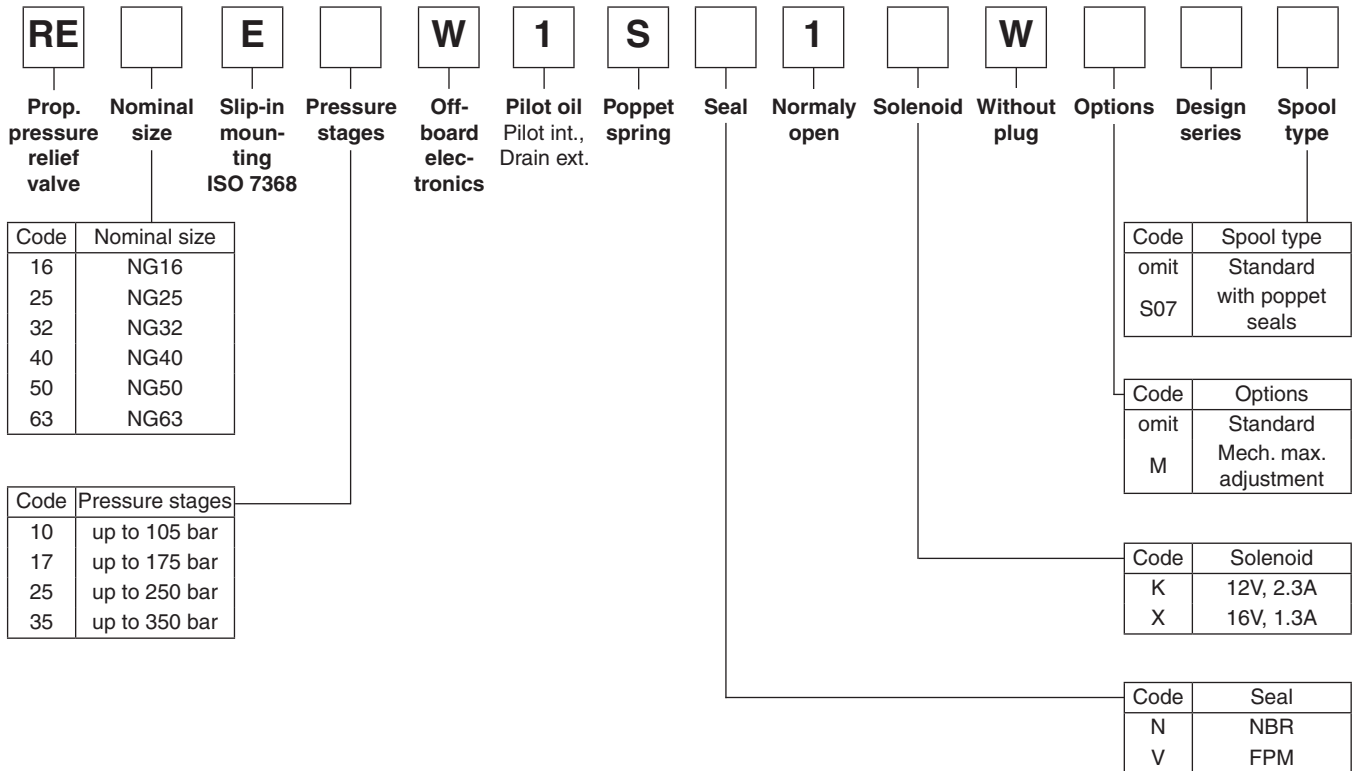 RE E W 1 S 1 W
Prop. pressure relief valve
Nominal size
Slip-in moun- ting ISO 7368
Pressure stages
Off- board elec- tronics
Pilot oil Pilot int., Drain ext.
Poppet spring
Seal
Normaly open
Solenoid
Without plug
Options
Design series
Spool type
Code Nominal size
16 NG16
25 NG25
32 NG32
40 NG40
50 NG50
63 NG63
Code Pressure stages
10 up to 105 bar
17 up to 175 bar
25 up to 250 bar
35 up to 350 bar
Code Spool type
omit Standard
S07 with poppet seals
Code Options
omit Standard
M Mech. max. adjustment
Code Solenoid
K 12V, 2.3A
X 16V, 1.3A
Code Seal
N NBR
V FPM